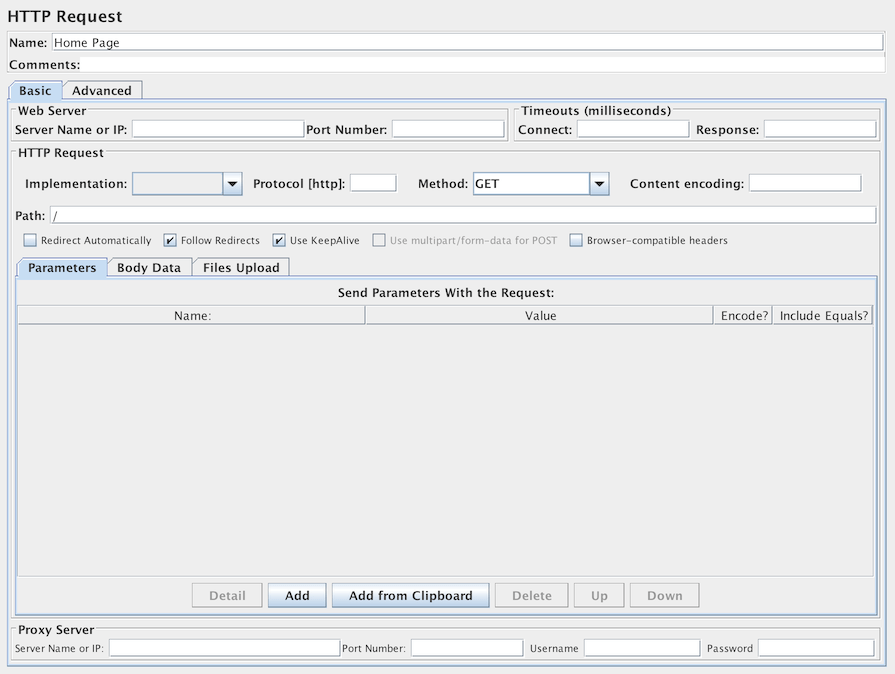 HTTP Request
Name: Home Page
Comments:
Basic Advanced
Web Server Timeouts (milliseconds)
Server Name or IP: Port Number: Connect: Response:
HTTP Request
Implementation: Protocol [http]: Method: GET Content encoding:
Path: /
Redirect Automatically Follow Redirects Use KeepAlive Use multipart/form-data for POST Browser-compatible headers
Parameters Body Data Files Upload
Send Parameters With the Request:
Name: Value Encode? Include Equals?
Detail Add Add from Clipboard Delete Up Down
Proxy Server
Server Name or IP: Port Number: Username Password